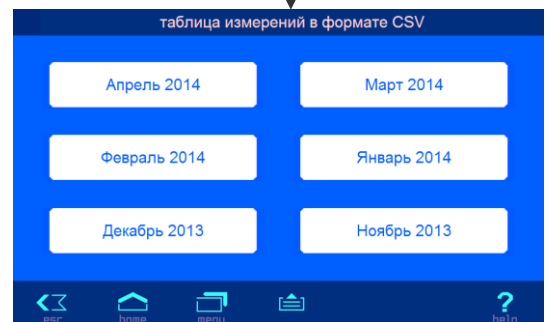 таблица измерений в формате CSV
Апрель 2014
Март 2014
Февраль 2014
Январь 2014
Декабрь 2013
Ноябрь 2013
esc
home
menu
?
help